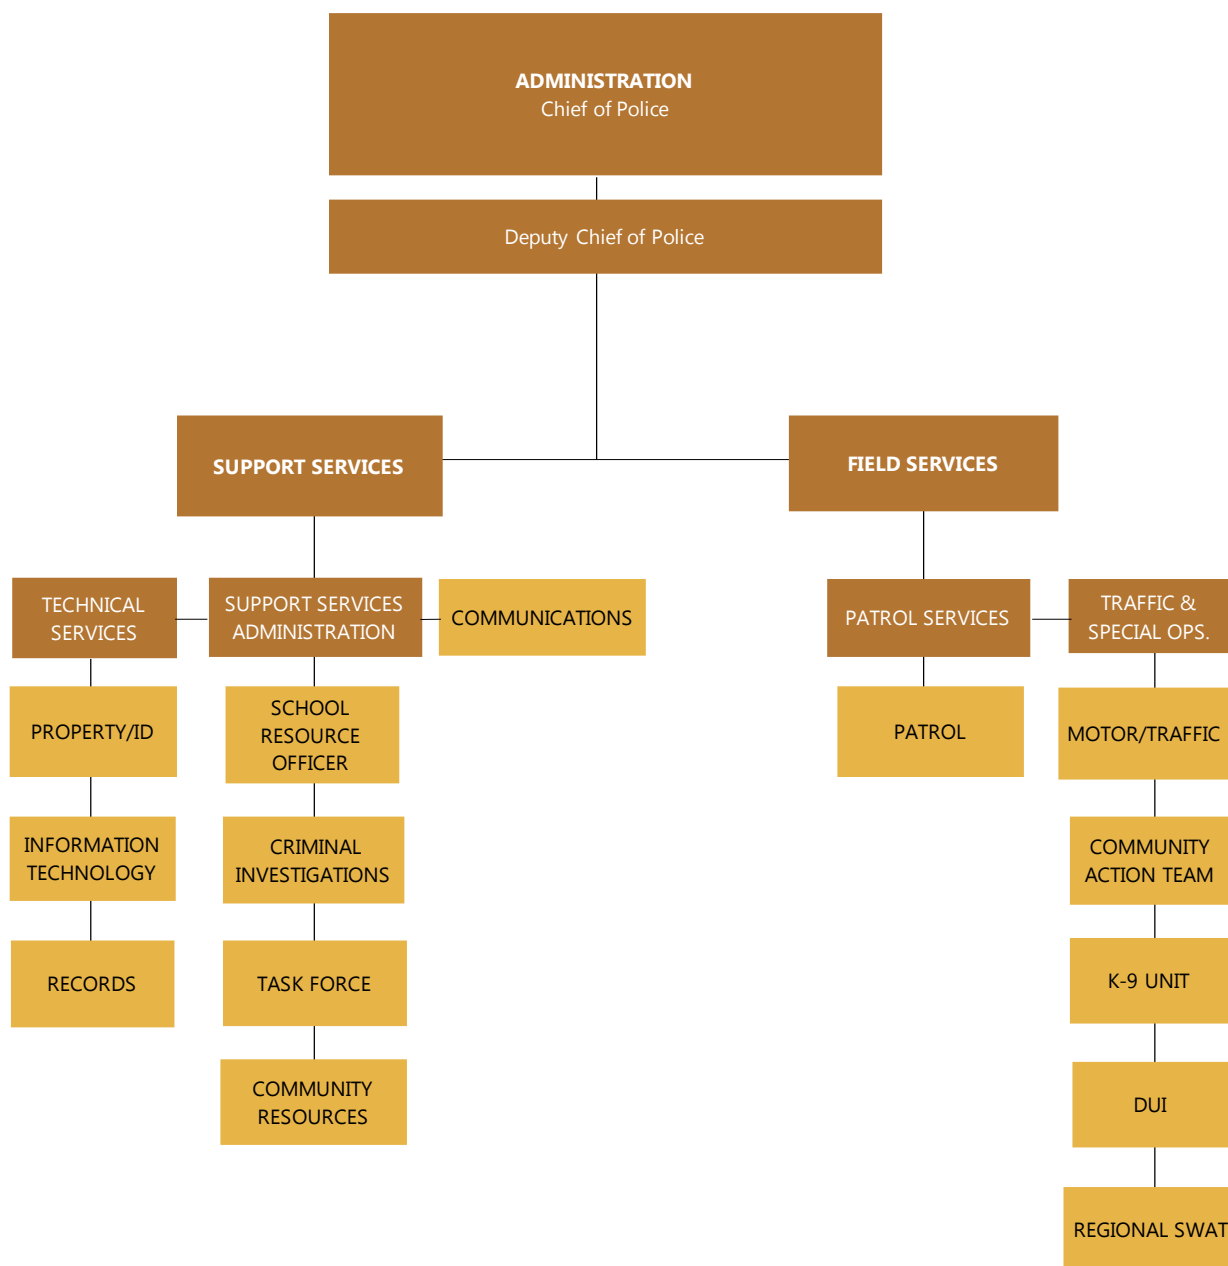 ADMINISTRATION
Chief of Police
Deputy Chief of Police
SUPPORT SERVICES
FIELD SERVICES
TECHNICAL
SERVICES
SUPPORT SERVICES
ADMINISTRATION
COMMUNICATIONS
PATROL SERVICES
TRAFFIC &
SPECIAL OPS.
PROPERTY/ID
SCHOOL
RESOURCE
OFFICER
PATROL
MOTOR/TRAFFIC
INFORMATION
TECHNOLOGY
CRIMINAL
INVESTIGATIONS
COMMUNITY
ACTION TEAM
RECORDS
TASK FORCE
K-9 UNIT
COMMUNITY
RESOURCES
DUI
REGIONAL SWAT